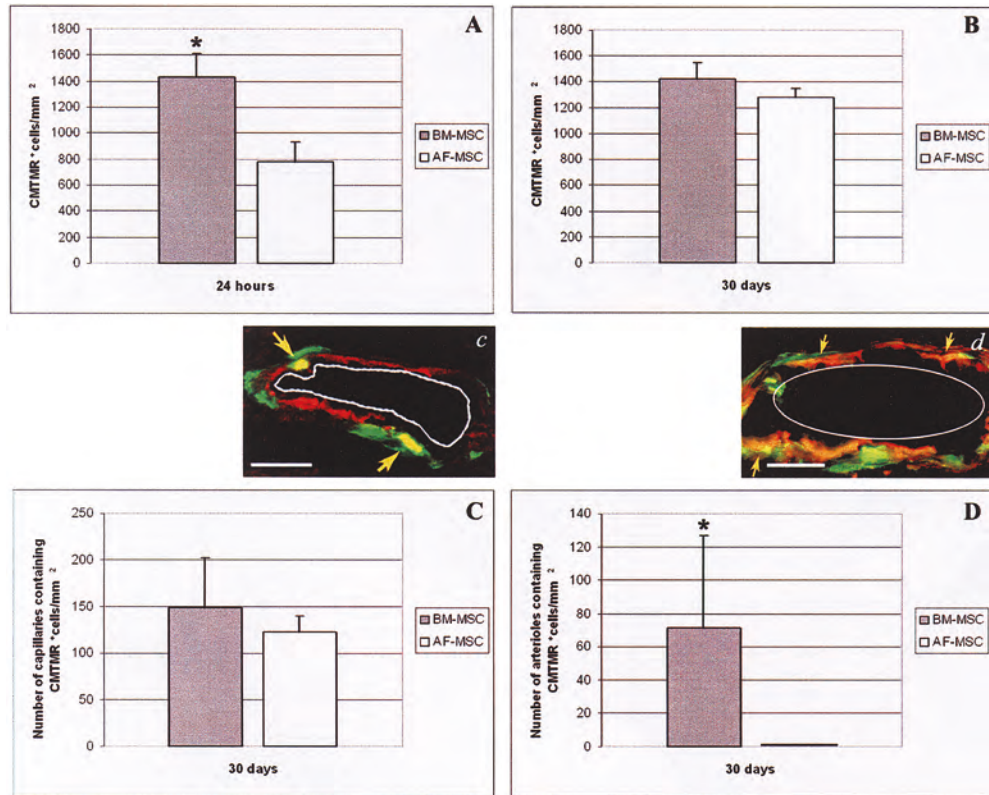 A
CMTMR⁺cells/mm²
1800
1600
1400
1200
1000
800
600
400
200
0
*
24 hours
BM-MSC
AF-MSC
B
CMTMR⁺cells/mm²
1800
1600
1400
1200
1000
800
600
400
200
0
30 days
BM-MSC
AF-MSC
c
d
C
Number of capillaries containing
CMTMR⁺cells/mm²
250
200
150
100
50
0
30 days
BM-MSC
AF-MSC
D
Number of arterioles containing
CMTMR⁺cells/mm²
140
120
100
80
60
40
20
0
*
30 days
BM-MSC
AF-MSC